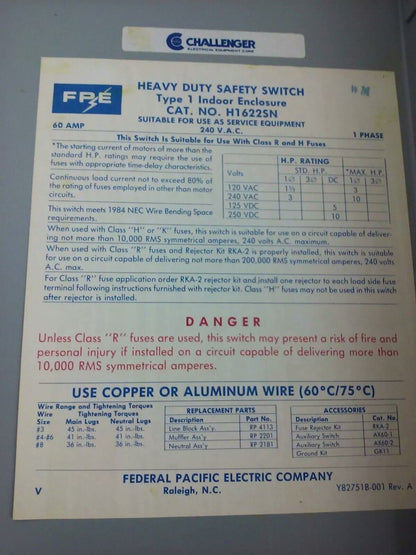 CHALLENGER
ELECTRICAL EQUIPMENT CORP.
FPE
HEAVY DUTY SAFETY SWITCH
Type 1 Indoor Enclosure
CAT. NO. H1622SN
SUITABLE FOR USE AS SERVICE EQUIPMENT
60 AMP 240 V.A.C. 1 PHASE
This Switch Is Suitable for Use With Class R and H Fuses
*The starting current of motors of more than the
standard H.P. ratings may require the use of
fuses with appropriate time-delay characteristics.
Continuous load current not to exceed 80% of
the rating of fuses employed in other than motor
circuits.
This switch meets 1984 NEC Wire Bending Space
requirements.
H.P. RATING
Volts STD. H.P. *MAX. H.P.
1Ø 3Ø DC 1Ø 3Ø
120 VAC 1½ 3
240 VAC 3 10
125 VDC 5
250 VDC 10
When used with Class "H" or "K" fuses, this switch is suitable for use on a circuit capable of deliver-
ing not more than 10,000 RMS symmetrical amperes, 240 volts A.C. maximum.
When used with Class "R" fuses and Rejector Kit RKA-2 is properly installed, this switch is suitable
for use on a circuit capable of delivering not more than 200,000 RMS symmetrical amperes, 240 volts
A.C. max.
For Class "R" fuse application order RKA-2 rejector kit and install one rejector to each load side fuse
terminal following instructions furnished with rejector kit. Class "H" fuses may not be used in this switch
after rejector is installed.
DANGER
Unless Class "R" fuses are used, this switch may present a risk of fire and
personal injury if installed on a circuit capable of delivering more than
10,000 RMS symmetrical amperes.
USE COPPER OR ALUMINUM WIRE (60°C/75°C)
Wire Range and Tightening Torques
Wire Tightening Torques
Size Main Lugs Neutral Lugs
#3 45 in.-lbs. 45 in.-lbs.
#4-#6 41 in.-lbs. 41 in.-lbs.
#8 36 in.-lbs. 36 in.-lbs.
REPLACEMENT PARTS
Description Part No.
Line Block Ass'y. RP 4113
Muffler Ass'y RP 2201
Neutral Ass'y RP 3181
ACCESSORIES
Description Cat. No.
Fuse Rejector Kit RKA-2
Auxiliary Switch AX60-1
Auxiliary Switch AX60-2
Ground Kit GR11
FEDERAL PACIFIC ELECTRIC COMPANY
V Raleigh, N.C. Y82751B-001 Rev. A